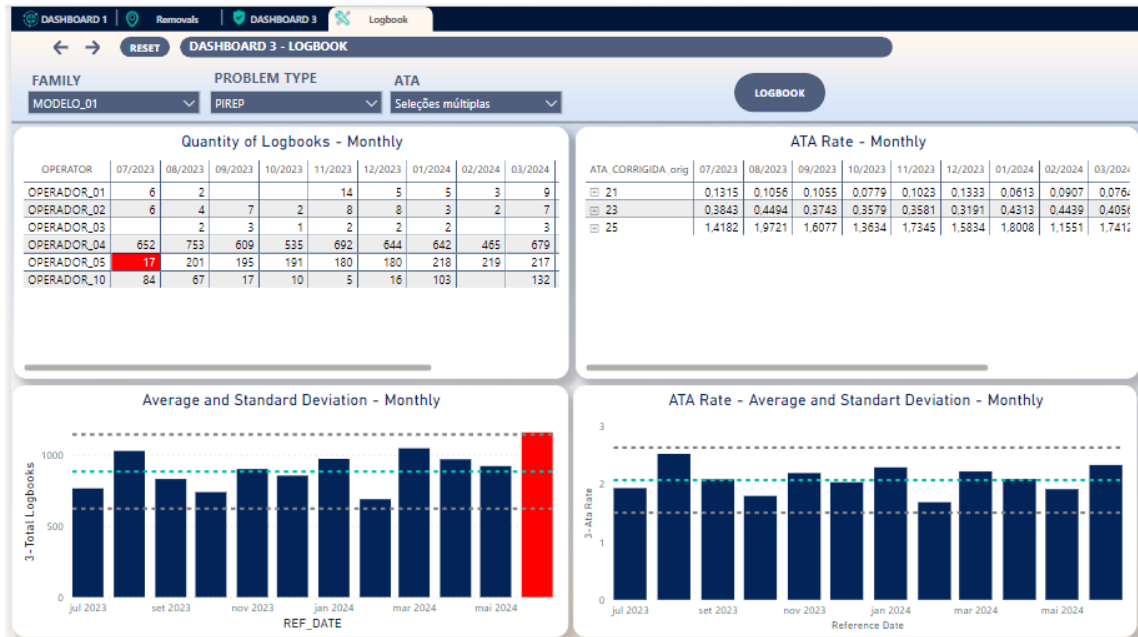 DASHBOARD 1 Removals DASHBOARD 3 Logbook
RESET DASHBOARD 3 - LOGBOOK
FAMILY PROBLEM TYPE ATA
MODELO_01 PIREP Seleções múltiplas LOGBOOK
Quantity of Logbooks - Monthly
OPERATOR 07/2023 08/2023 09/2023 10/2023 11/2023 12/2023 01/2024 02/2024 03/2024
OPERADOR_01 6 2 14 5 5 3 9
OPERADOR_02 6 4 7 2 8 8 3 2 7
OPERADOR_03 2 3 1 2 2 2 3
OPERADOR_04 652 753 609 535 692 644 642 465 679
OPERADOR_05 17 201 195 191 180 180 218 219 217
OPERADOR_10 84 67 17 10 5 16 103 132
ATA Rate - Monthly
ATA_CORRIGIDA_orig 07/2023 08/2023 09/2023 10/2023 11/2023 12/2023 01/2024 02/2024 03/2024
21 0,1315 0,1056 0,1055 0,0779 0,1023 0,1333 0,0613 0,0907 0,0764
23 0,3843 0,4494 0,3743 0,3579 0,3581 0,3191 0,4313 0,4439 0,4056
25 1,4182 1,9721 1,6077 1,3634 1,7345 1,5834 1,8008 1,1551 1,7412
Average and Standard Deviation - Monthly
3-Total Logbooks
1000
500
0
jul 2023 set 2023 nov 2023 jan 2024 mar 2024 mai 2024
REF_DATE
ATA Rate - Average and Standart Deviation - Monthly
3-Ata Rate
3
2
1
0
jul 2023 set 2023 nov 2023 jan 2024 mar 2024 mai 2024
Reference Date